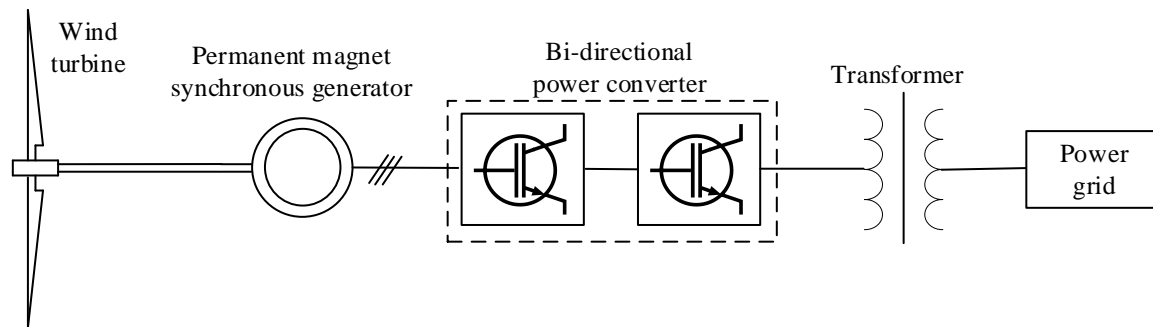 Wind
turbine
Permanent magnet
synchronous generator
Bi-directional
power converter
Transformer
Power
grid